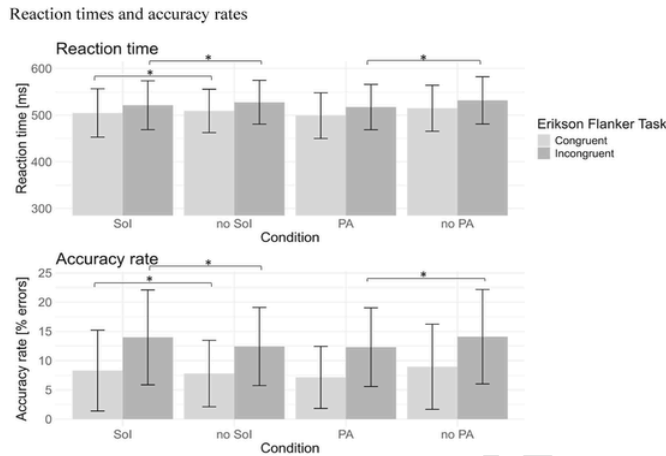 Reaction times and accuracy rates
Reaction time
*
*
*
600
500
400
300
Reaction time [ms]
SoI
no SoI
PA
no PA
Condition
Erikson Flanker Task
Congruent
Incongruent
Accuracy rate
*
*
*
25
20
15
10
5
0
Accuracy rate [% errors]
SoI
no SoI
PA
no PA
Condition